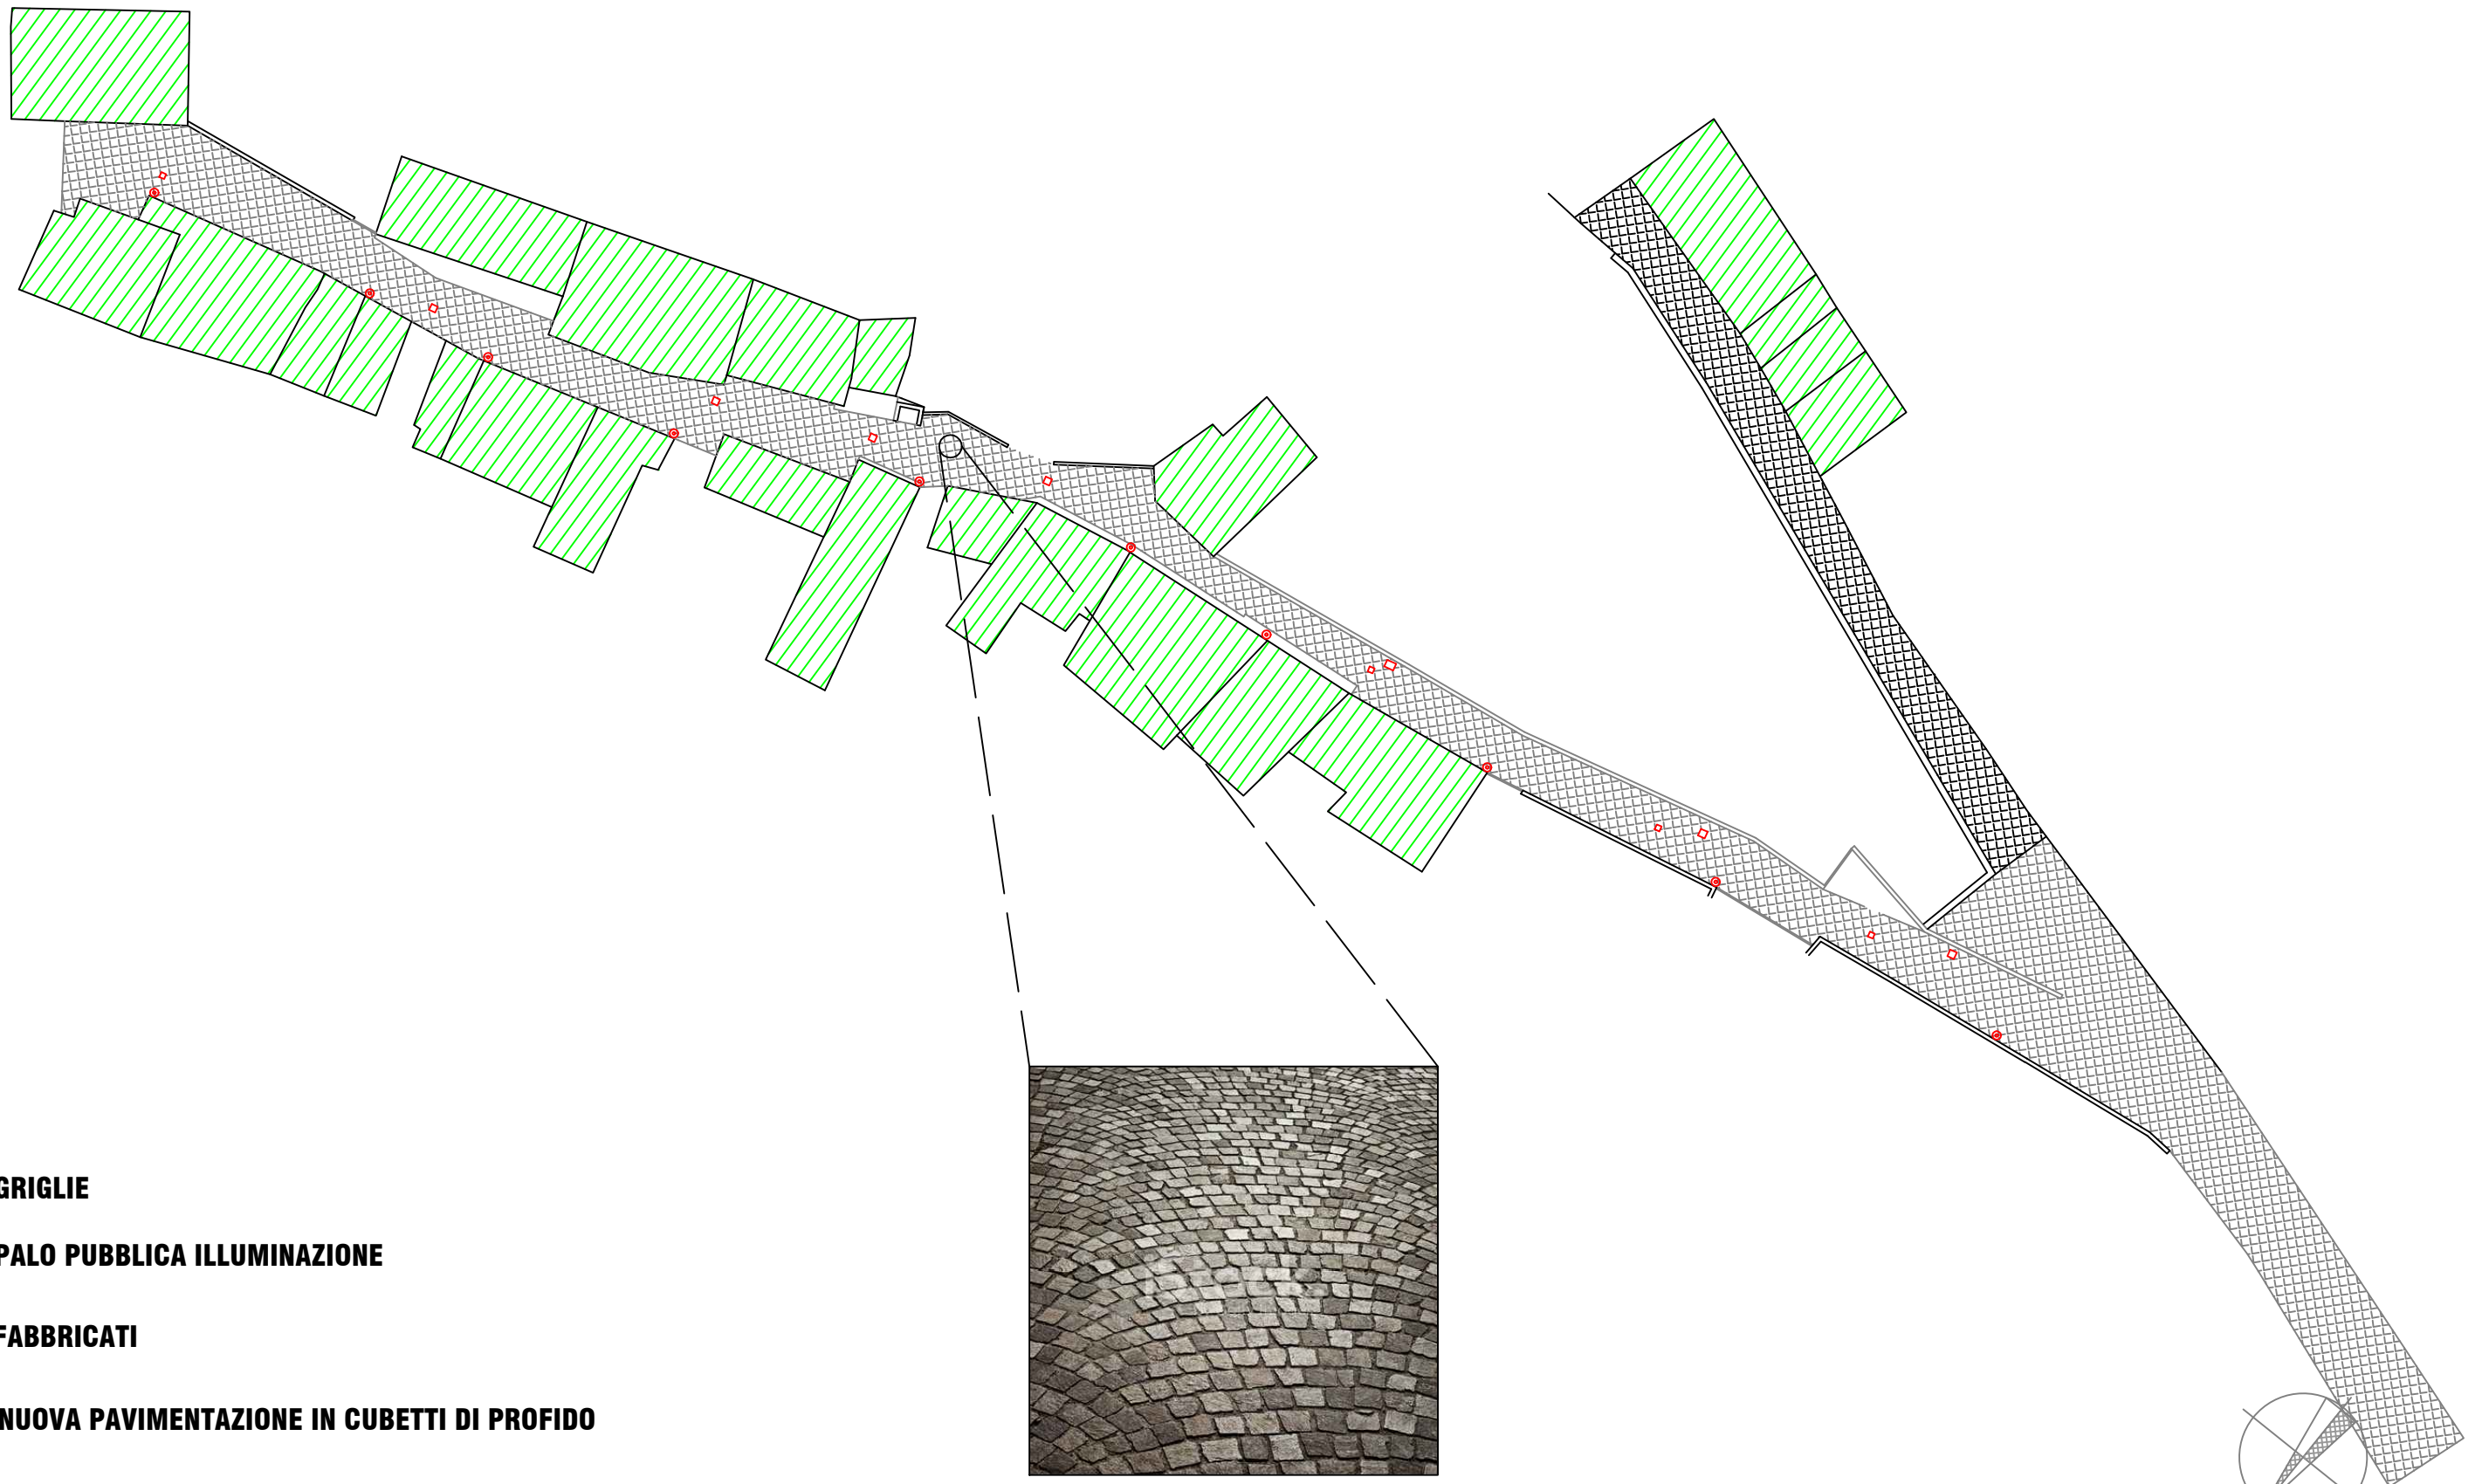 GRIGLIE
PALO PUBBLICA ILLUMINAZIONE
FABBRICATI
NUOVA PAVIMENTAZIONE IN CUBETTI DI PROFIDO